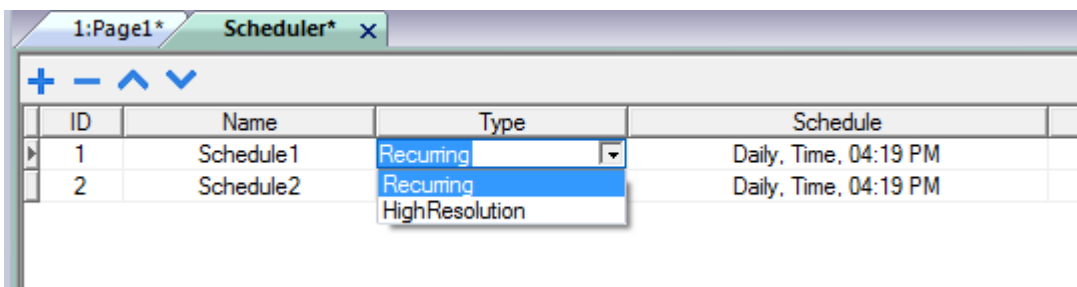 1:Page1* Scheduler* x
ID Name Type Schedule
1 Schedule1 Recurring Daily, Time, 04:19 PM
2 Schedule2 Recurring Daily, Time, 04:19 PM
HighResolution